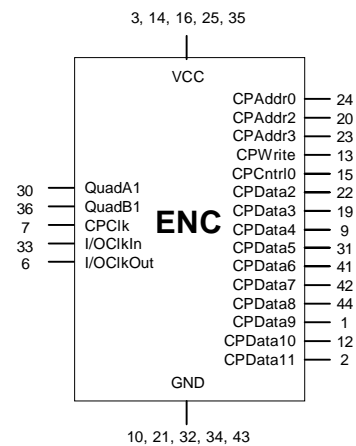 3, 14, 16, 25, 35
VCC
CPAddr0 24
CPAddr2 20
CPAddr3 23
CPWrite 13
CPCntrl0 15
30 QuadA1 CPData2 22
36 QuadB1 CPData3 19
7 CPClk ENC CPData4 9
33 I/OClkIn CPData5 31
6 I/OClkOut CPData6 41
CPData7 42
CPData8 44
CPData9 1
CPData10 12
CPData11 2
GND
10, 21, 32, 34, 43